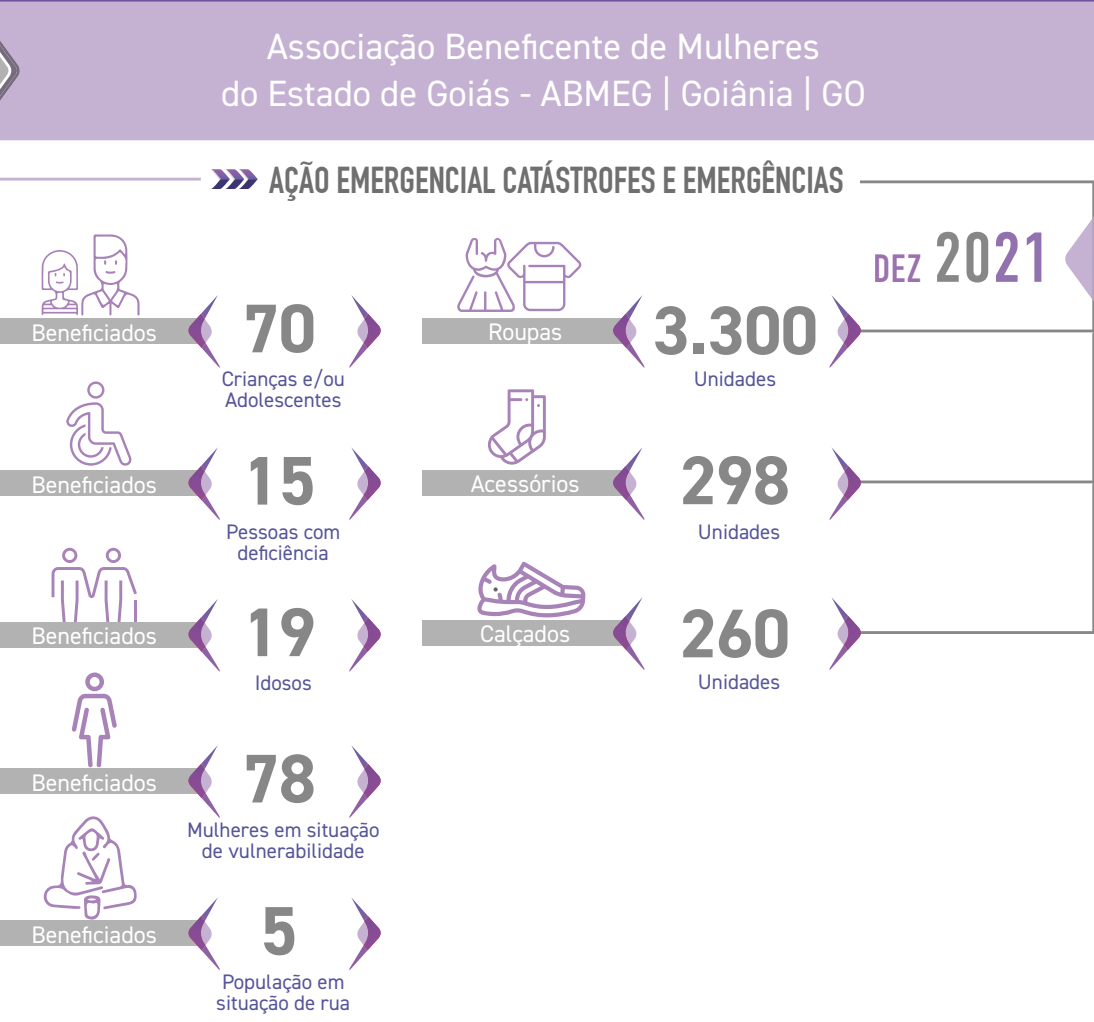 Associação Beneficente de Mulheres
do Estado de Goiás - ABMEG | Goiânia | GO
AÇÃO EMERGENCIAL CATÁSTROFES E EMERGÊNCIAS
DEZ 2021
Beneficiados
70
Crianças e/ou
Adolescentes
Beneficiados
15
Pessoas com
deficiência
Beneficiados
19
Idosos
Beneficiados
78
Mulheres em situação
de vulnerabilidade
Beneficiados
5
População em
situação de rua
Roupas
3.300
Unidades
Acessórios
298
Unidades
Calçados
260
Unidades